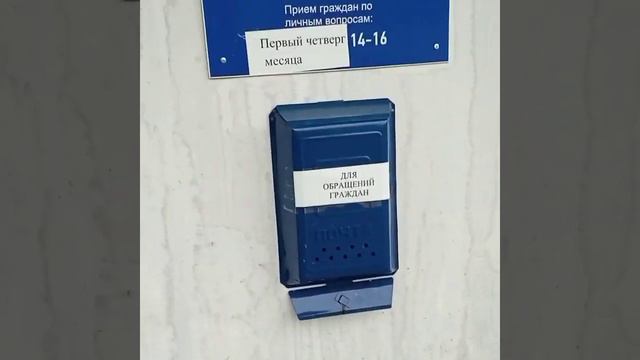 Прием граждан по
личным вопросам:
Первый четверг 14-16
месяца
ДЛЯ
ОБРАЩЕНИЙ
ГРАЖДАН
ПОЧТА